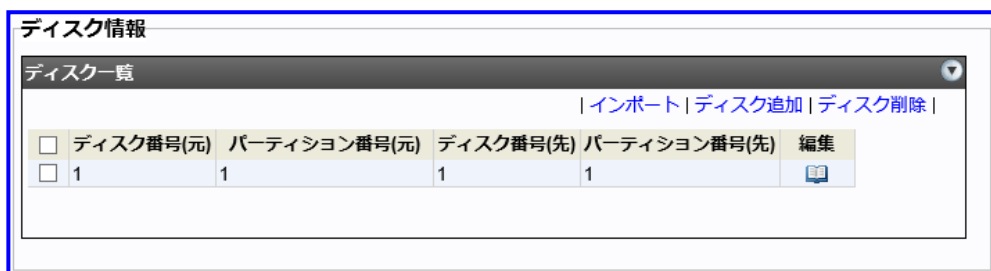 ディスク情報
ディスク一覧
| インポート | ディスク追加 | ディスク削除 |
ディスク番号(元) パーティション番号(元) ディスク番号(先) パーティション番号(先) 編集
1 1 1 1